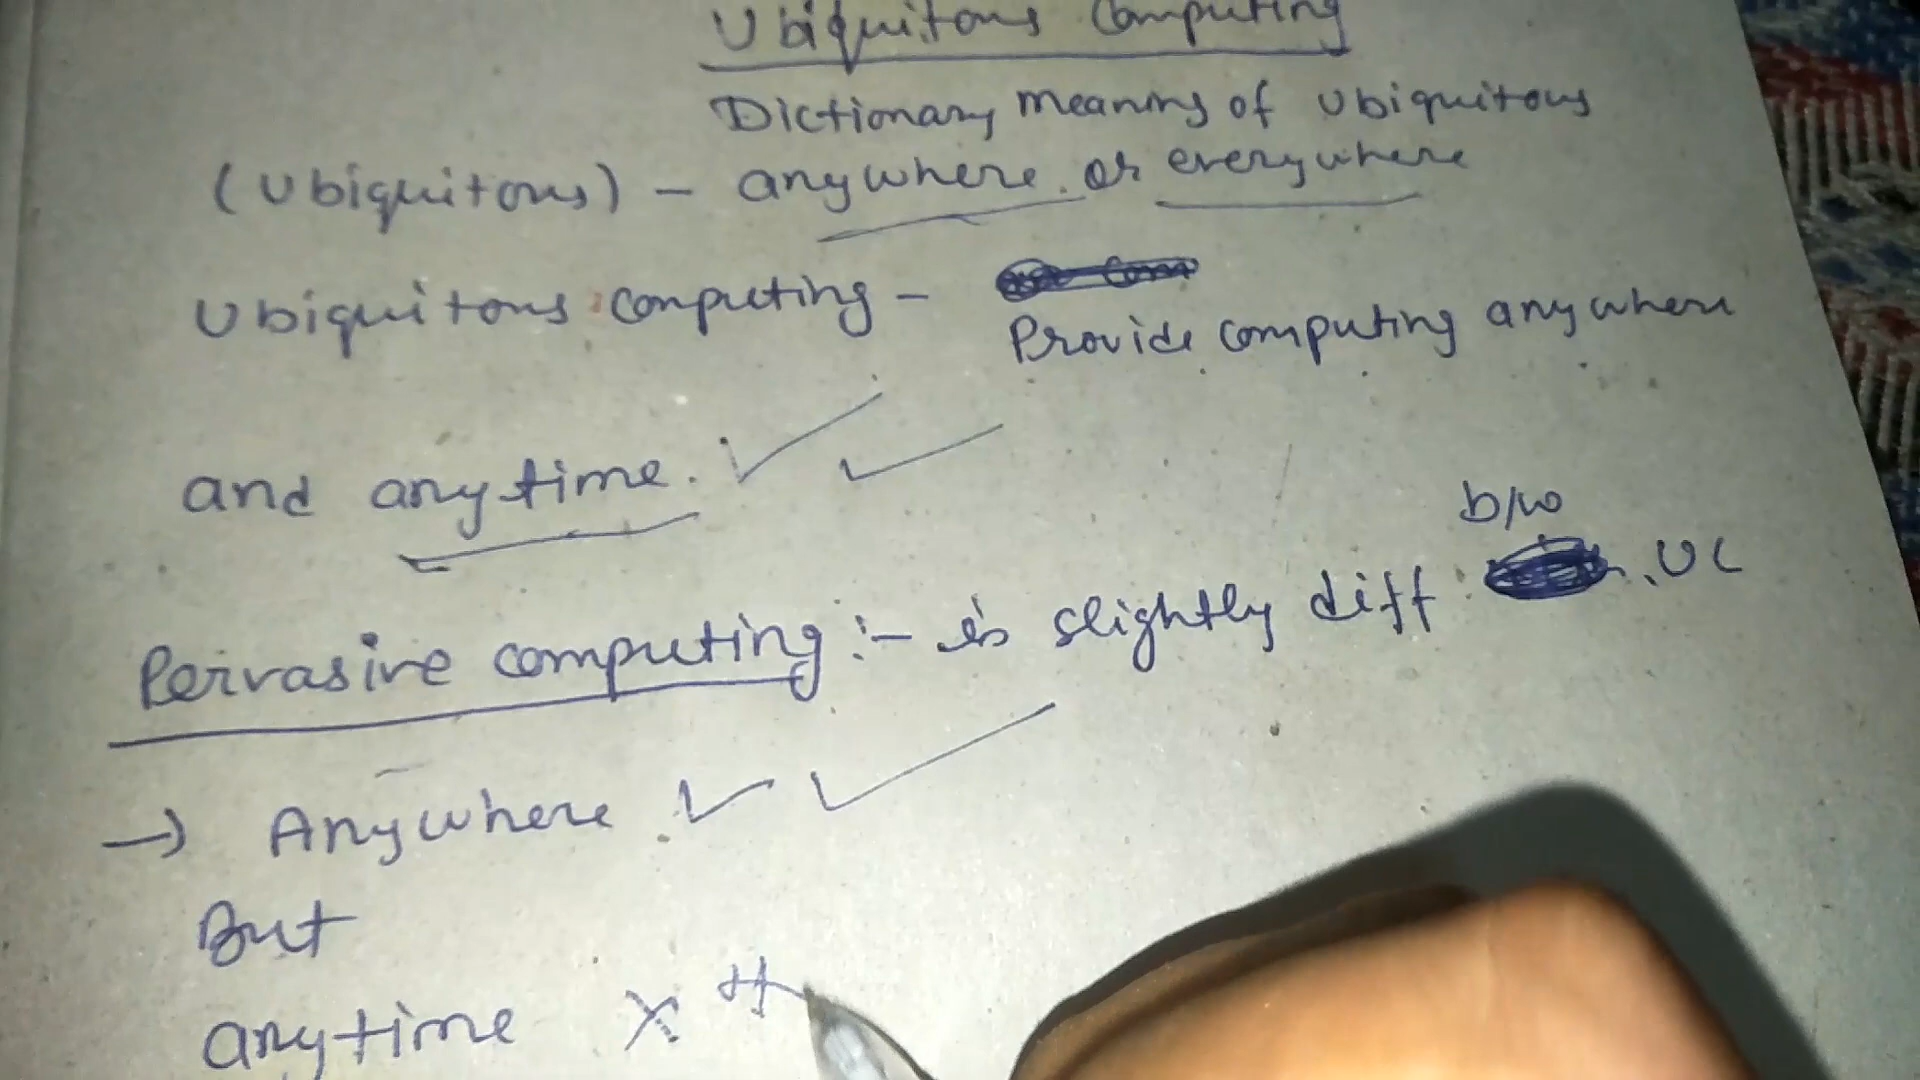 Ubiquitous Computing
Dictionary meaning of Ubiquitous
(Ubiquitous) - anywhere or everywhere
Ubiquitous computing -
Provide computing anywhere
and anytime.
b/w
Pervasive computing :- is slightly diff UC
→ Anywhere
But
anytime X